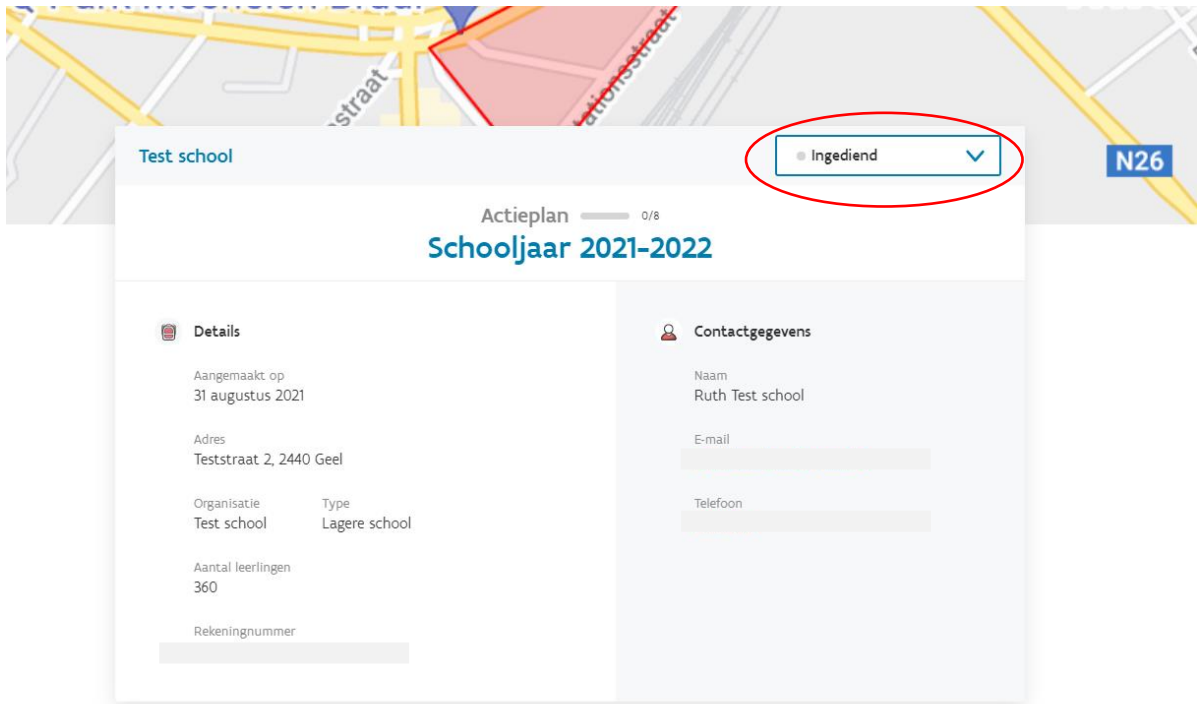 straat
Stationsstraat
N26
Test school
Ingediend
Actieplan 0/8
Schooljaar 2021-2022
Details
Aangemaakt op
31 augustus 2021
Adres
Teststraat 2, 2440 Geel
Organisatie Type
Test school Lagere school
Aantal leerlingen
360
Rekeningnummer
Contactgegevens
Naam
Ruth Test school
E-mail
Telefoon